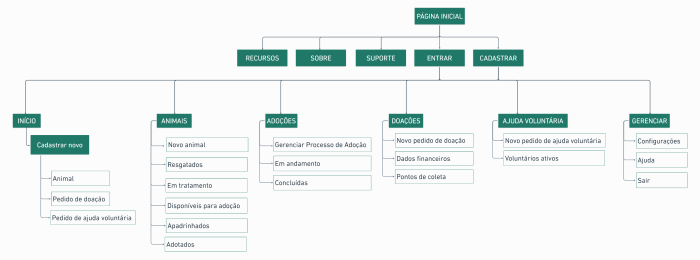 PÁGINA INICIAL
RECURSOS
SOBRE
SUPORTE
ENTRAR
CADASTRAR
INÍCIO
Cadastrar novo
Animal
Pedido de doação
Pedido de ajuda voluntária
ANIMAIS
Novo animal
Resgatados
Em tratamento
Disponíveis para adoção
Apadrinhados
Adotados
ADOÇÕES
Gerenciar Processo de Adoção
Em andamento
Concluídas
DOAÇÕES
Novo pedido de doação
Dados financeiros
Pontos de coleta
AJUDA VOLUNTÁRIA
Novo pedido de ajuda voluntária
Voluntários ativos
GERENCIAR
Configurações
Ajuda
Sair